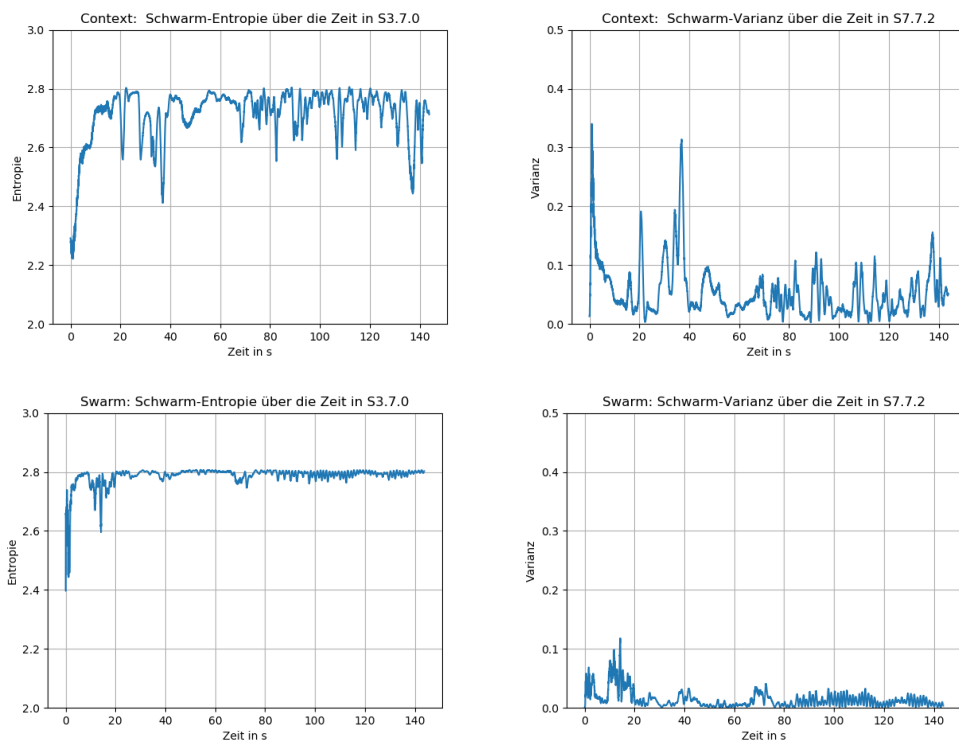 Context:  Schwarm-Entropie über die Zeit in S3.7.0
3.0
2.8
2.6
2.4
2.2
2.0
Entropie
0 20 40 60 80 100 120 140
Zeit in s
Context:  Schwarm-Varianz über die Zeit in S7.7.2
0.5
0.4
0.3
0.2
0.1
0.0
Varianz
0 20 40 60 80 100 120 140
Zeit in s
Swarm: Schwarm-Entropie über die Zeit in S3.7.0
3.0
2.8
2.6
2.4
2.2
2.0
Entropie
0 20 40 60 80 100 120 140
Zeit in s
Swarm: Schwarm-Varianz über die Zeit in S7.7.2
0.5
0.4
0.3
0.2
0.1
0.0
Varianz
0 20 40 60 80 100 120 140
Zeit in s